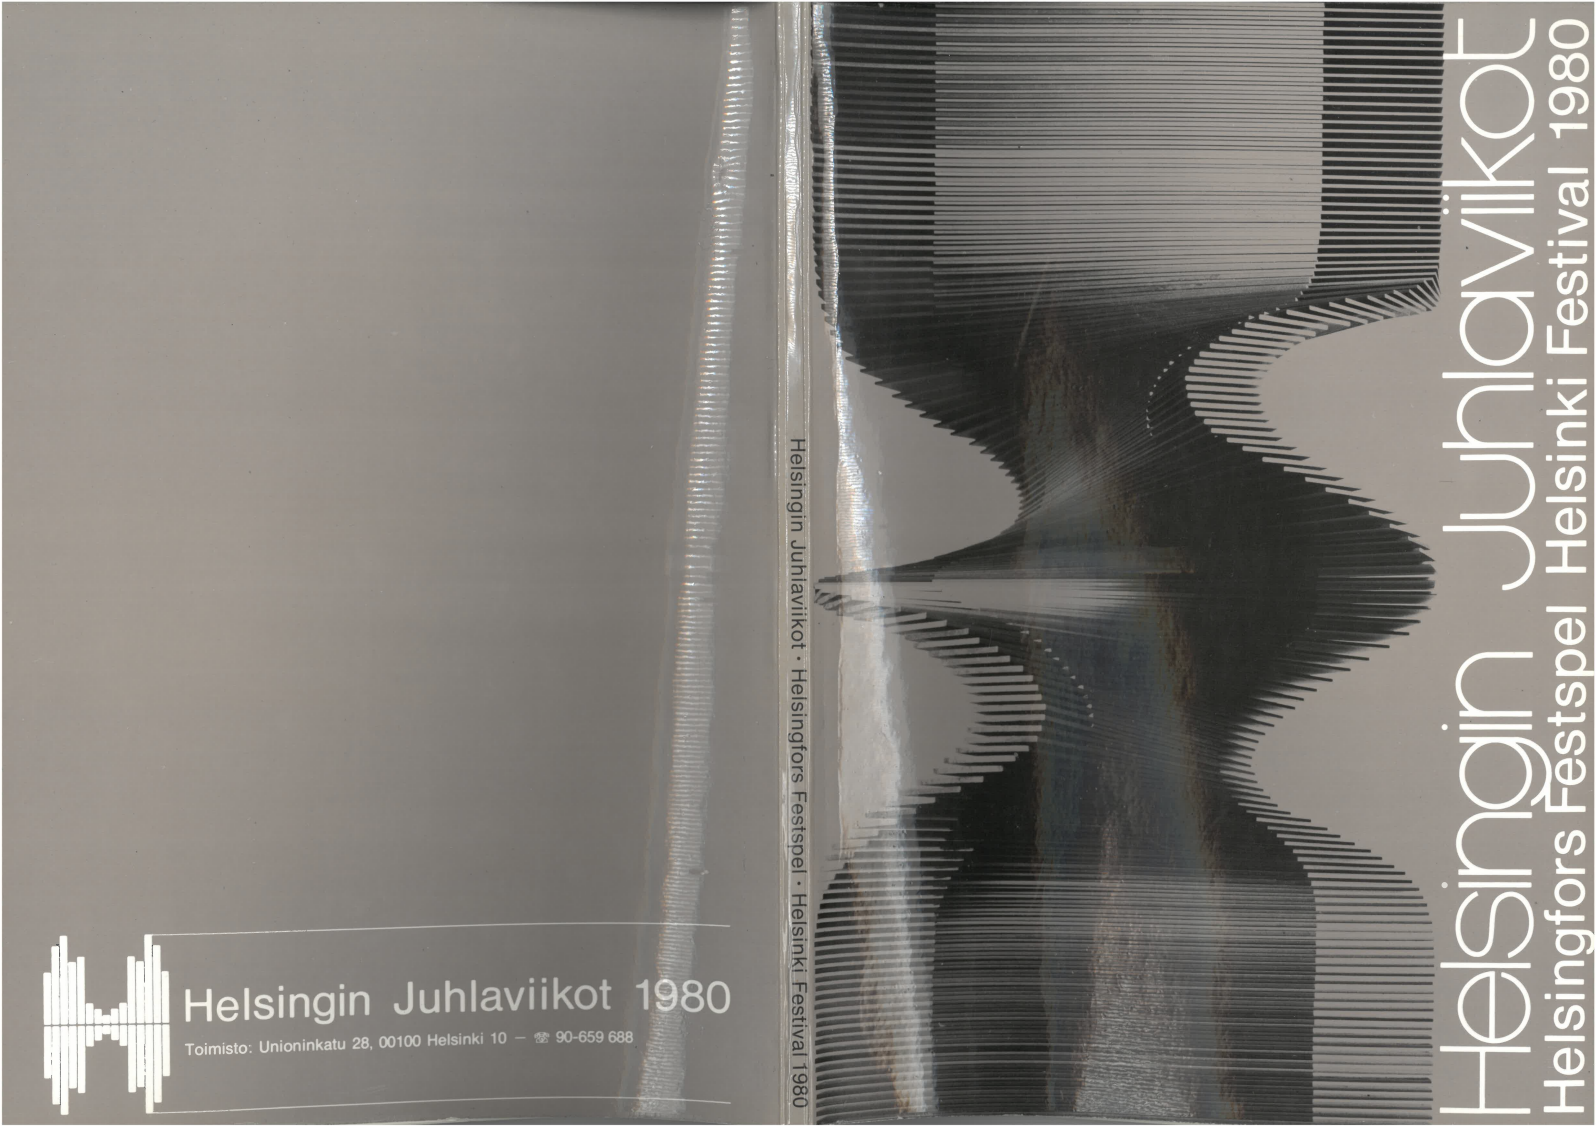 Helsingin Juhlaviikot 1980
Toimisto: Unioninkatu 28, 00100 Helsinki 10 — ☏ 90-659 688
Helsingin Juhlaviikot · Helsingfors Festspel · Helsinki Festival 1980
Helsingin Juhlaviikot
Helsingfors Festspel Helsinki Festival 1980